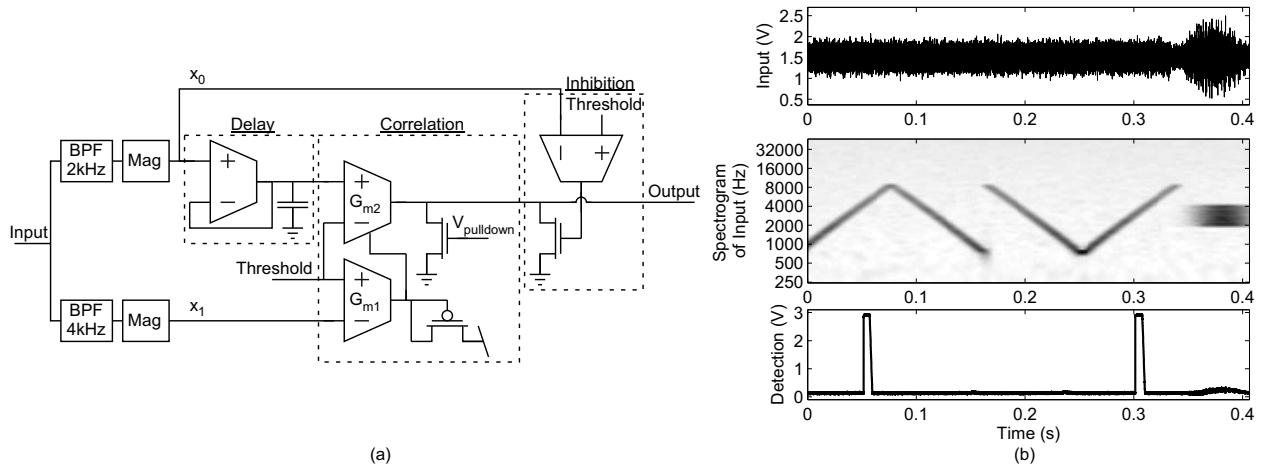 x₀
Inhibition
Threshold
Delay
Correlation
BPF
2kHz
Mag
+
−
+
G_m2
−
− +
Output
V_pulldown
Input
Threshold
BPF
4kHz
Mag
x₁
+
G_m1
−
(a)
Input (V)
2.5
2.0
1.5
1.0
0.5
0 0.1 0.2 0.3 0.4
Spectrogram
of Input (Hz)
32000
16000
8000
4000
2000
1000
500
250
0 0.1 0.2 0.3 0.4
Detection (V)
3
2
1
0
0 0.1 0.2 0.3 0.4
Time (s)
(b)